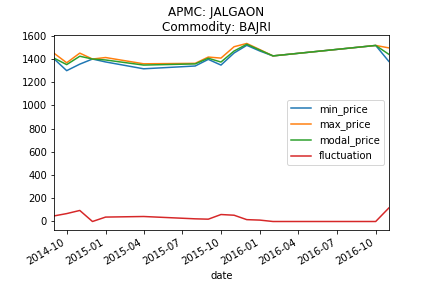 APMC: JALGAON
Commodity: BAJRI
1600
1400
1200
1000
800
600
400
200
0
min_price
max_price
modal_price
fluctuation
2014-10
2015-01
2015-04
2015-07
2015-10
2016-01
2016-04
2016-07
2016-10
date